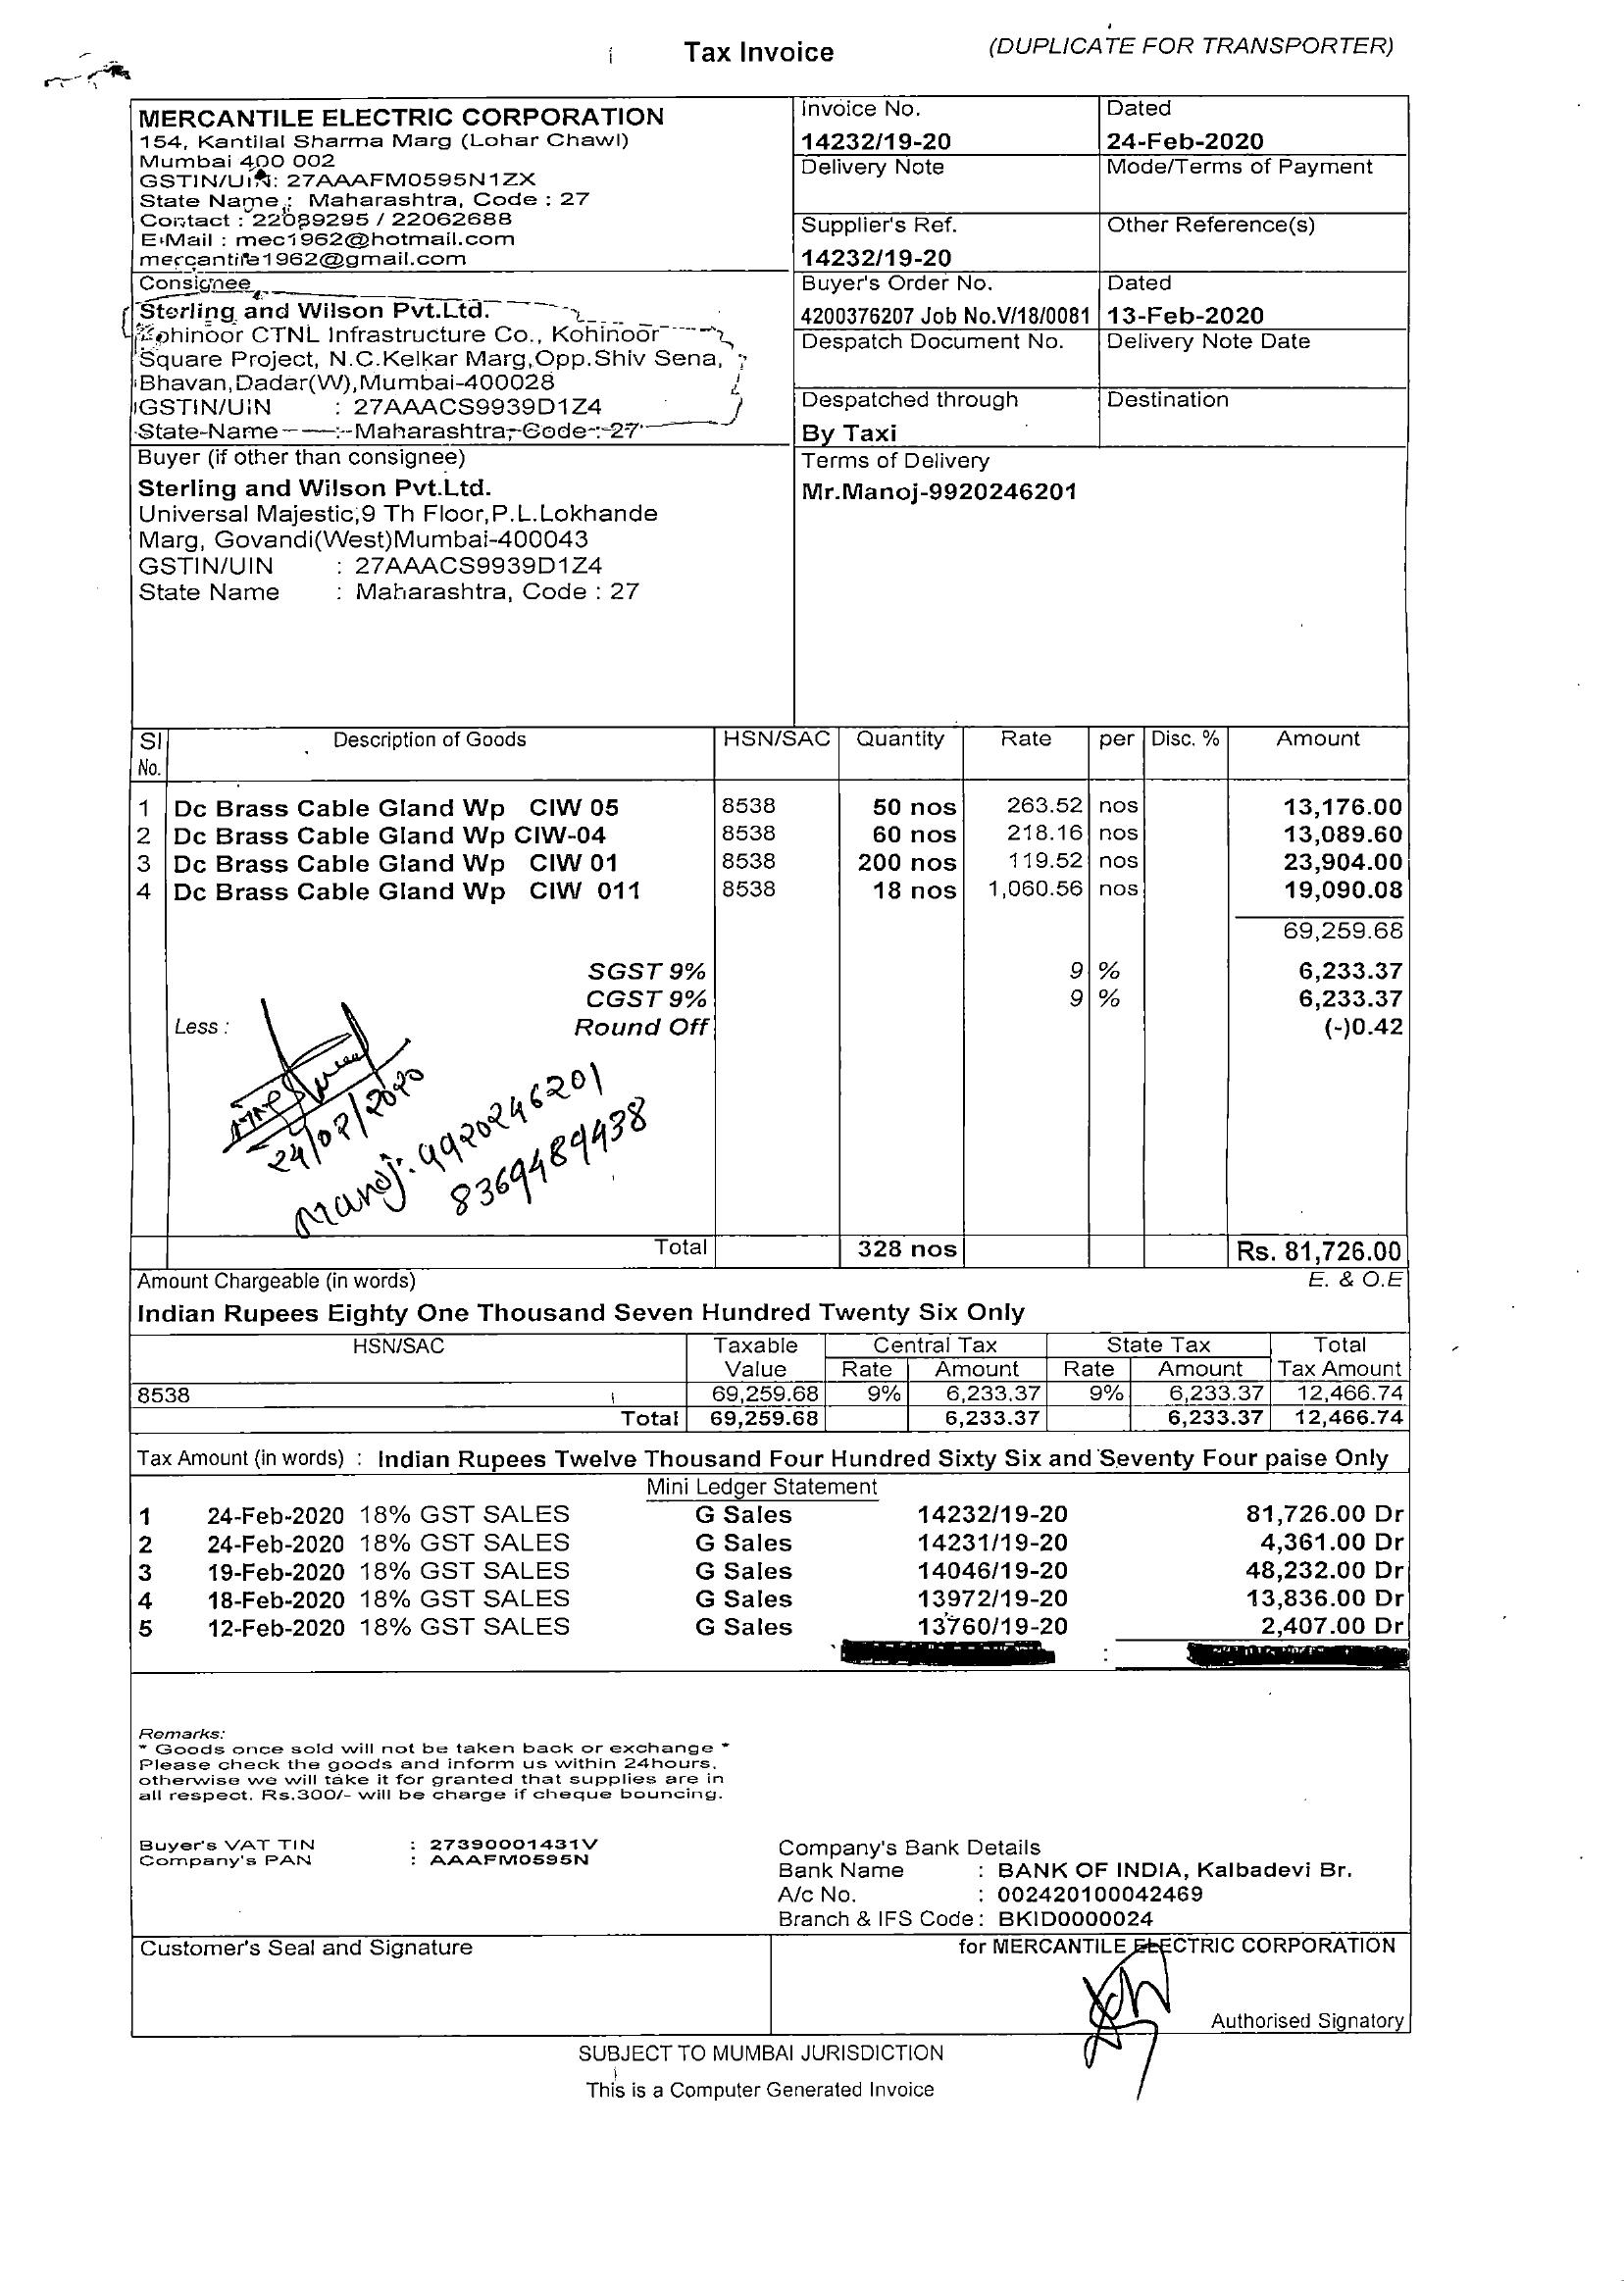 Tax Invoice
(DUPLICATE FOR TRANSPORTER)
MERCANTILE ELECTRIC CORPORATION
154, Kantilal Sharma Marg (Lohar Chawl)
Mumbai 400 002
GSTIN/UIN: 27AAAFM0595N1ZX
State Name : Maharashtra, Code : 27
Contact : 22089295 / 22062688
E-Mail : mec1962@hotmail.com
mercantile1962@gmail.com
Invoice No.
14232/19-20
Dated
24-Feb-2020
Delivery Note
Mode/Terms of Payment
Supplier's Ref.
14232/19-20
Other Reference(s)
Buyer's Order No.
4200376207 Job No.V/18/0081
Dated
13-Feb-2020
Despatch Document No.
Delivery Note Date
Despatched through
By Taxi
Destination
Terms of Delivery
Mr.Manoj-9920246201
Consignee
Sterling and Wilson Pvt.Ltd.
Kohinoor CTNL Infrastructure Co., Kohinoor
Square Project, N.C.Kelkar Marg,Opp.Shiv Sena,
Bhavan,Dadar(W),Mumbai-400028
GSTIN/UIN : 27AAACS9939D1Z4
State Name : Maharashtra, Code : 27
Buyer (if other than consignee)
Sterling and Wilson Pvt.Ltd.
Universal Majestic,9 Th Floor,P.L.Lokhande
Marg, Govandi(West)Mumbai-400043
GSTIN/UIN : 27AAACS9939D1Z4
State Name : Maharashtra, Code : 27
Sl No. Description of Goods HSN/SAC Quantity Rate per Disc. % Amount
1 Dc Brass Cable Gland Wp CIW 05 8538 50 nos 263.52 nos 13,176.00
2 Dc Brass Cable Gland Wp CIW-04 8538 60 nos 218.16 nos 13,089.60
3 Dc Brass Cable Gland Wp CIW 01 8538 200 nos 119.52 nos 23,904.00
4 Dc Brass Cable Gland Wp CIW 011 8538 18 nos 1,060.56 nos 19,090.08
69,259.68
SGST 9% 9 % 6,233.37
CGST 9% 9 % 6,233.37
Less : Round Off (-)0.42
24/02/2020
Manoj: 9920246201
8369489438
Total 328 nos Rs. 81,726.00
Amount Chargeable (in words) E. & O.E
Indian Rupees Eighty One Thousand Seven Hundred Twenty Six Only
HSN/SAC Taxable Value Central Tax State Tax Total Tax Amount
Rate Amount Rate Amount
8538 69,259.68 9% 6,233.37 9% 6,233.37 12,466.74
Total 69,259.68 6,233.37 6,233.37 12,466.74
Tax Amount (in words) : Indian Rupees Twelve Thousand Four Hundred Sixty Six and Seventy Four paise Only
Mini Ledger Statement
1 24-Feb-2020 18% GST SALES G Sales 14232/19-20 81,726.00 Dr
2 24-Feb-2020 18% GST SALES G Sales 14231/19-20 4,361.00 Dr
3 19-Feb-2020 18% GST SALES G Sales 14046/19-20 48,232.00 Dr
4 18-Feb-2020 18% GST SALES G Sales 13972/19-20 13,836.00 Dr
5 12-Feb-2020 18% GST SALES G Sales 13760/19-20 2,407.00 Dr
Remarks:
* Goods once sold will not be taken back or exchange *
Please check the goods and inform us within 24hours,
otherwise we will take it for granted that supplies are in
all respect. Rs.300/- will be charge if cheque bouncing.
Buyer's VAT TIN : 27390001431V
Company's PAN : AAAFM0595N
Company's Bank Details
Bank Name : BANK OF INDIA, Kalbadevi Br.
A/c No. : 002420100042469
Branch & IFS Code : BKID0000024
Customer's Seal and Signature
for MERCANTILE ELECTRIC CORPORATION
Authorised Signatory
SUBJECT TO MUMBAI JURISDICTION
This is a Computer Generated Invoice